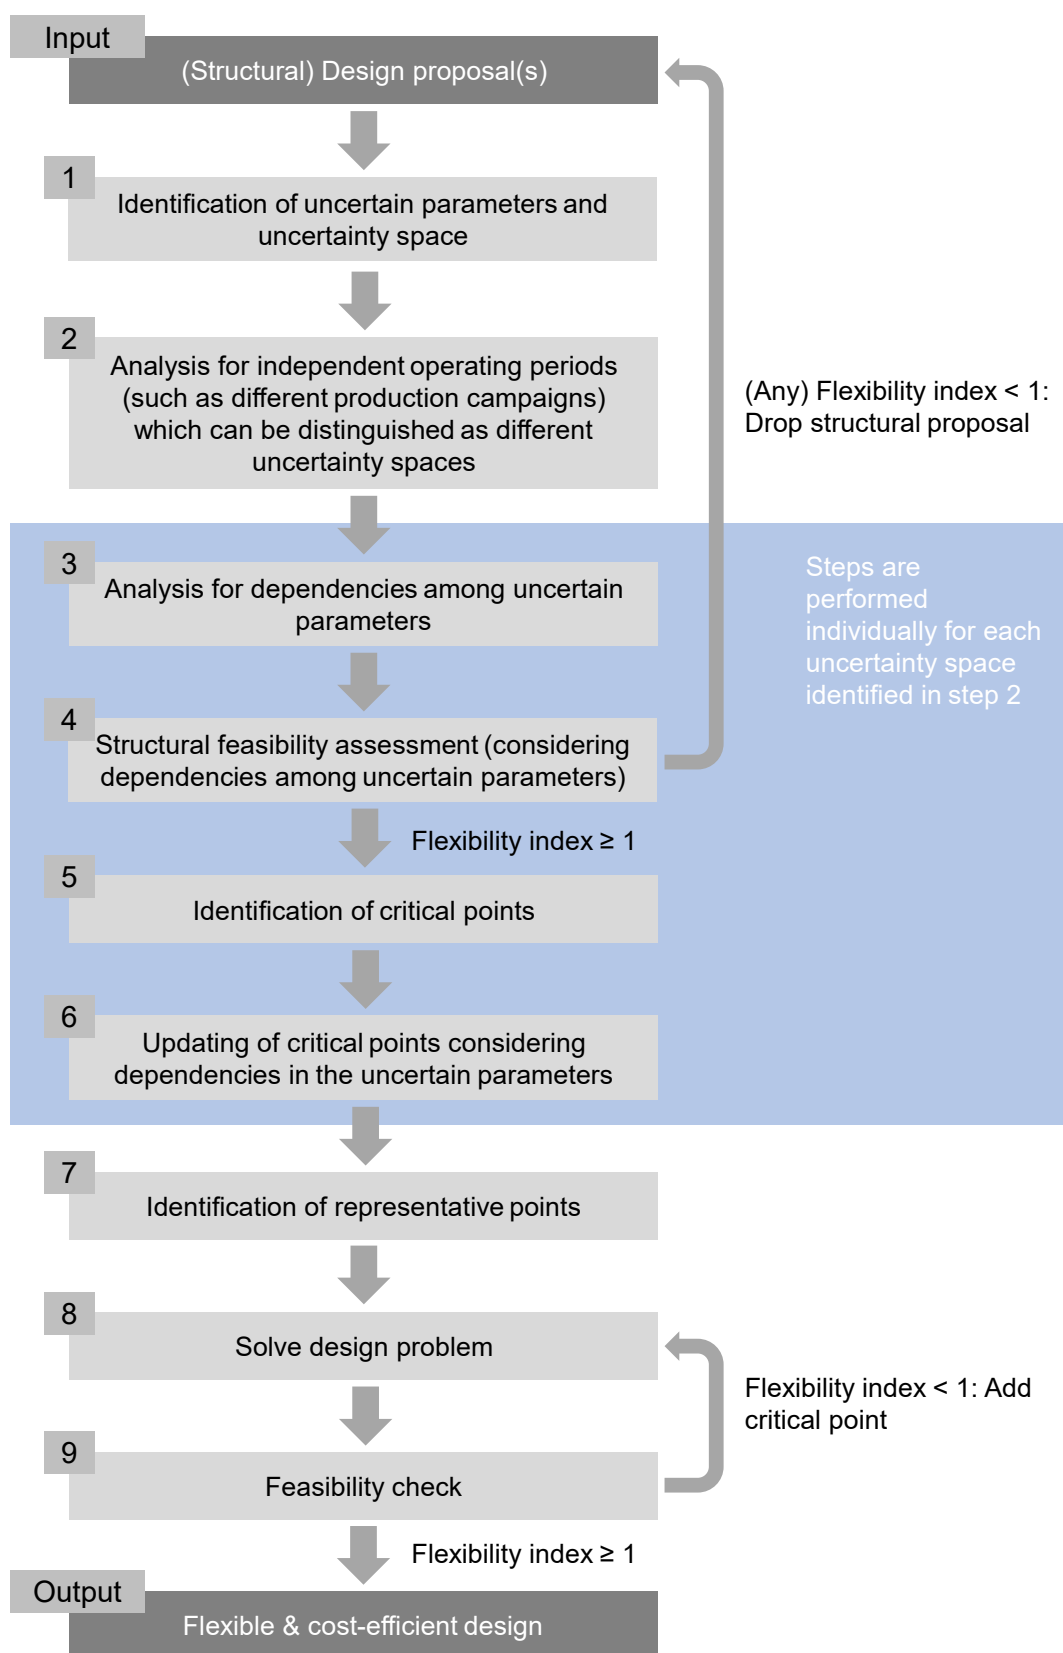 Input
(Structural) Design proposal(s)
1
Identification of uncertain parameters and
uncertainty space
2
Analysis for independent operating periods
(such as different production campaigns)
which can be distinguished as different
uncertainty spaces
(Any) Flexibility index < 1:
Drop structural proposal
3
Analysis for dependencies among uncertain
parameters
Steps are
performed
individually for each
uncertainty space
identified in step 2
4
Structural feasibility assessment (considering
dependencies among uncertain parameters)
Flexibility index ≥ 1
5
Identification of critical points
6
Updating of critical points considering
dependencies in the uncertain parameters
7
Identification of representative points
8
Solve design problem
Flexibility index < 1: Add
critical point
9
Feasibility check
Flexibility index ≥ 1
Output
Flexible & cost-efficient design